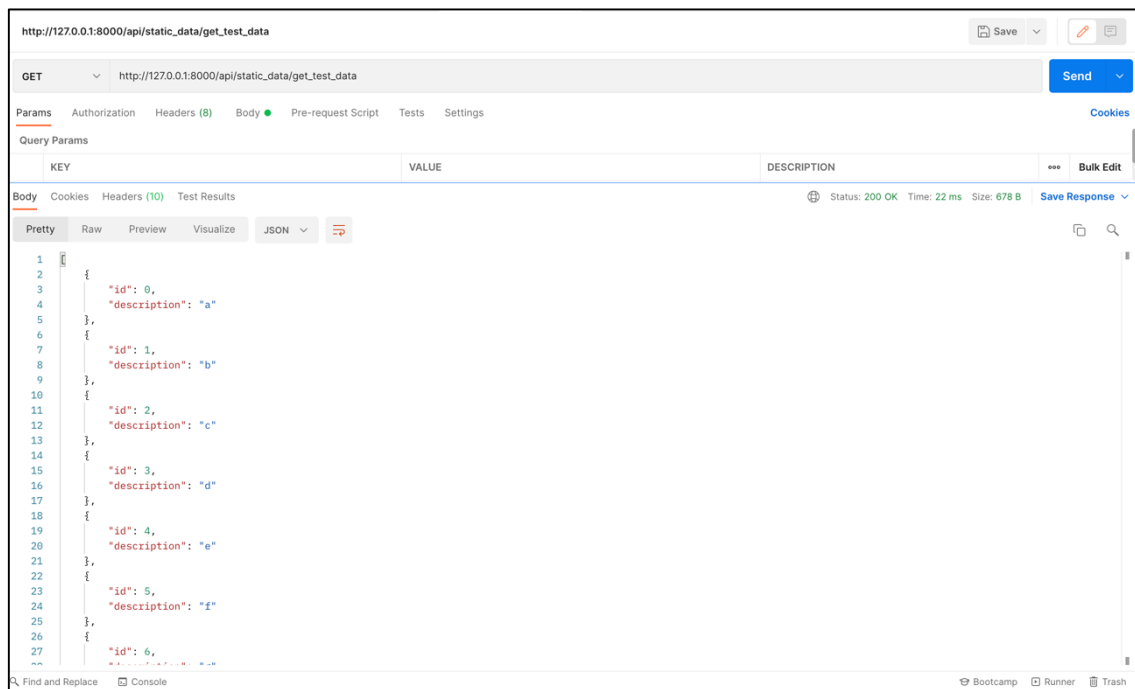 http://127.0.0.1:8000/api/static_data/get_test_data
Save
GET http://127.0.0.1:8000/api/static_data/get_test_data Send
Params Authorization Headers (8) Body Pre-request Script Tests Settings Cookies
Query Params
KEY VALUE DESCRIPTION ooo Bulk Edit
Body Cookies Headers (10) Test Results Status: 200 OK Time: 22 ms Size: 678 B Save Response
Pretty Raw Preview Visualize JSON
1 [
2 {
3 "id": 0,
4 "description": "a"
5 },
6 {
7 "id": 1,
8 "description": "b"
9 },
10 {
11 "id": 2,
12 "description": "c"
13 },
14 {
15 "id": 3,
16 "description": "d"
17 },
18 {
19 "id": 4,
20 "description": "e"
21 },
22 {
23 "id": 5,
24 "description": "f"
25 },
26 {
27 "id": 6,
Find and Replace Console Bootcamp Runner Trash